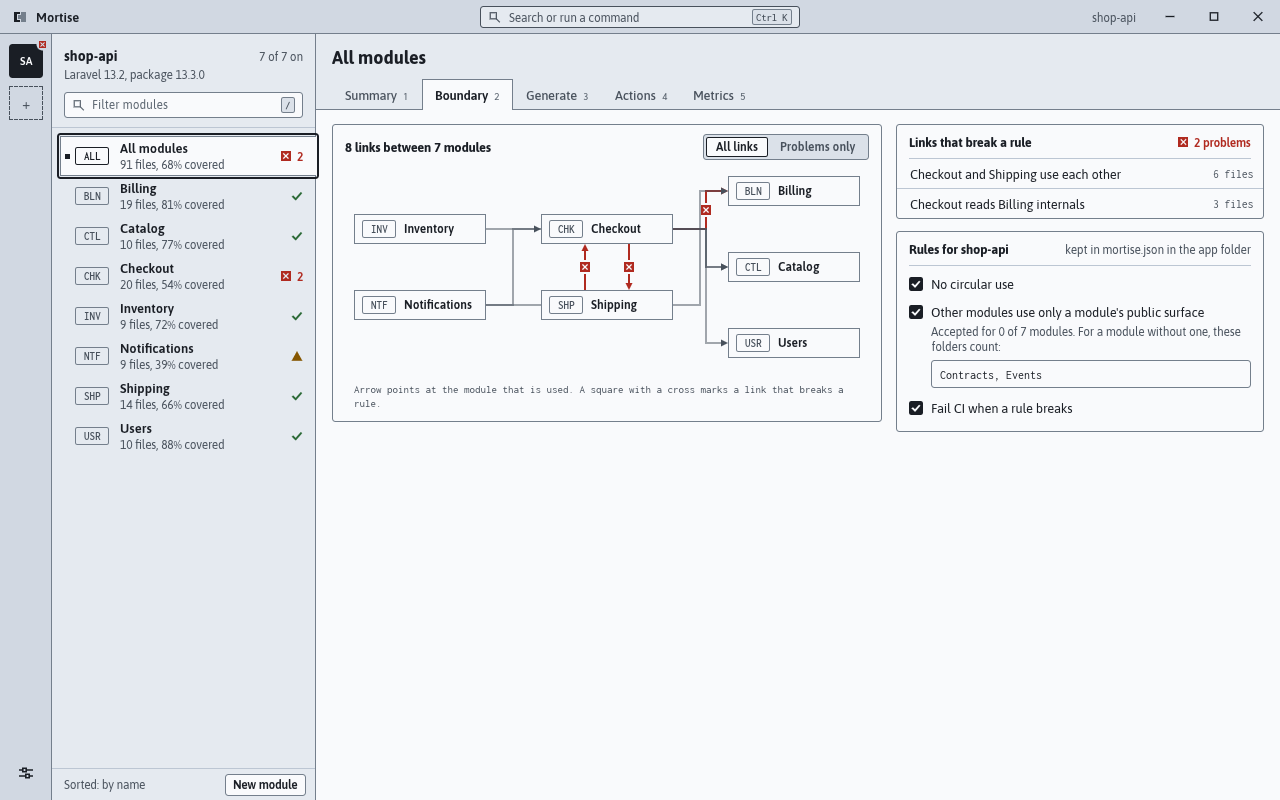 Mortise
Search or run a command
Ctrl K
shop-api
SA
+
shop-api
7 of 7 on
Laravel 13.2, package 13.3.0
Filter modules
/
ALL
All modules
91 files, 68% covered
2
BLN
Billing
19 files, 81% covered
CTL
Catalog
10 files, 77% covered
CHK
Checkout
20 files, 54% covered
2
INV
Inventory
9 files, 72% covered
NTF
Notifications
9 files, 39% covered
SHP
Shipping
14 files, 66% covered
USR
Users
10 files, 88% covered
Sorted: by name
New module
All modules
Summary 1
Boundary 2
Generate 3
Actions 4
Metrics 5
8 links between 7 modules
All links
Problems only
BLN Billing
INV Inventory
CHK Checkout
CTL Catalog
NTF Notifications
SHP Shipping
USR Users
Arrow points at the module that is used. A square with a cross marks a link that breaks a
rule.
Links that break a rule
2 problems
Checkout and Shipping use each other
6 files
Checkout reads Billing internals
3 files
Rules for shop-api
kept in mortise.json in the app folder
No circular use
Other modules use only a module's public surface
Accepted for 0 of 7 modules. For a module without one, these
folders count:
Contracts, Events
Fail CI when a rule breaks